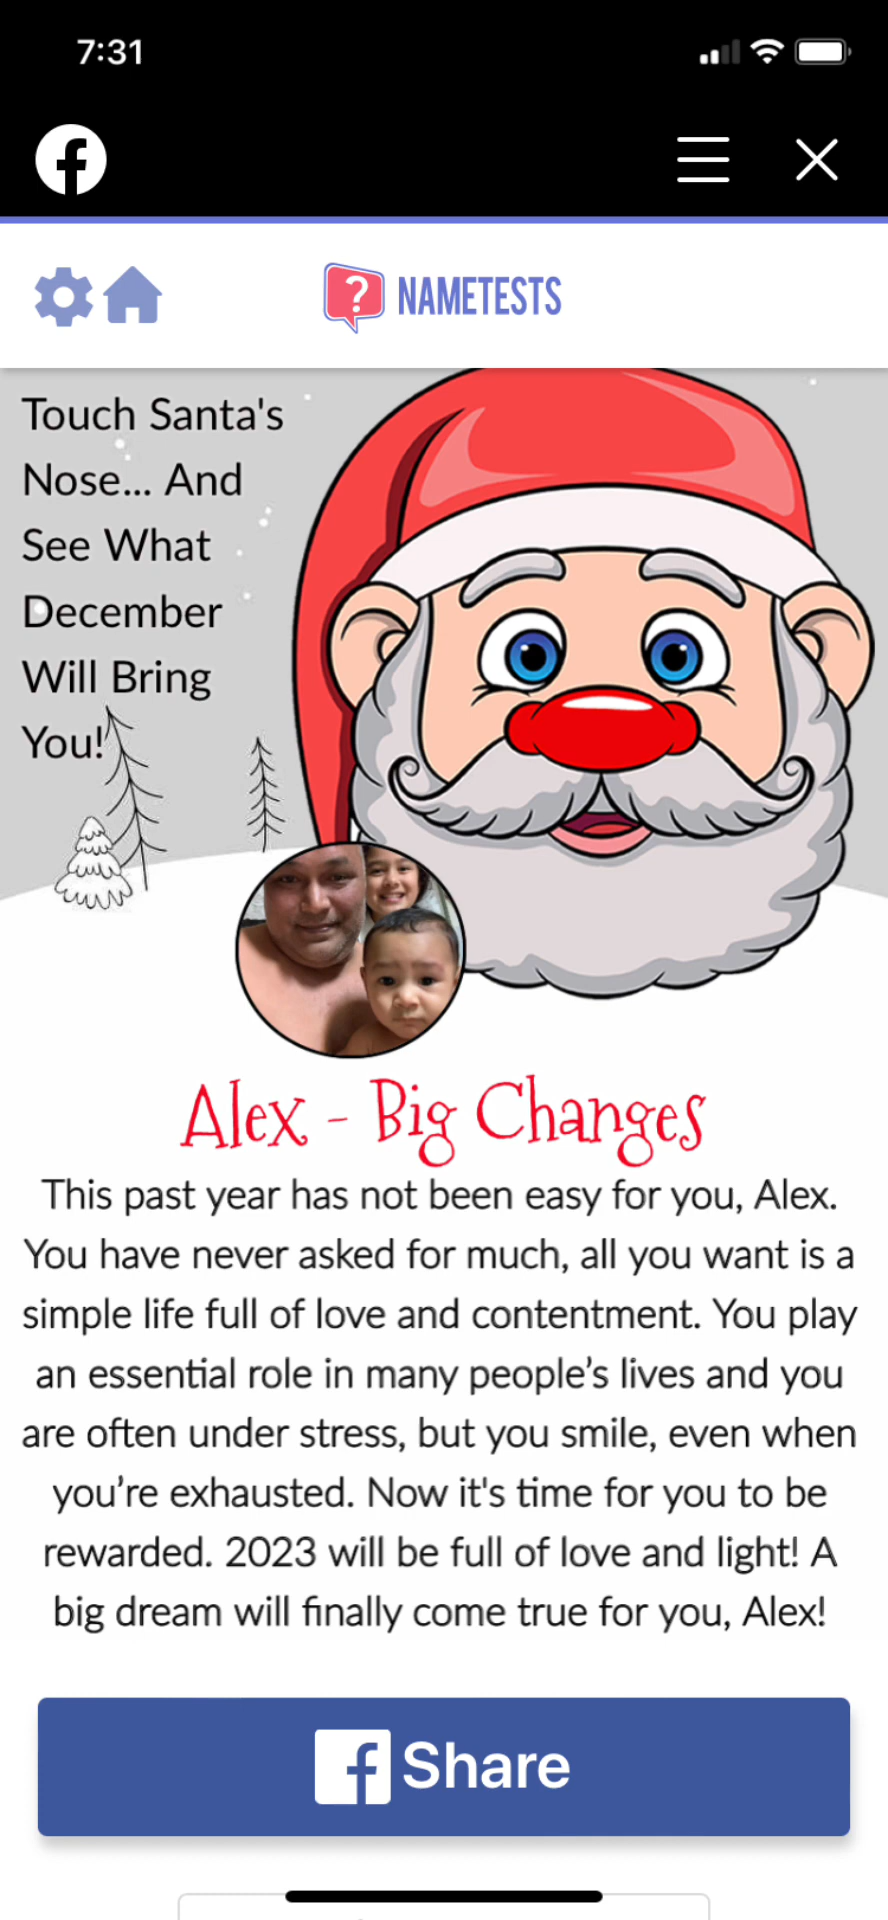 7:31
NAMETESTS
Touch Santa's
Nose... And
See What
December
Will Bring
You!
Alex - Big Changes
This past year has not been easy for you, Alex.
You have never asked for much, all you want is a
simple life full of love and contentment. You play
an essential role in many people’s lives and you
are often under stress, but you smile, even when
you’re exhausted. Now it's time for you to be
rewarded. 2023 will be full of love and light! A
big dream will finally come true for you, Alex!
Share